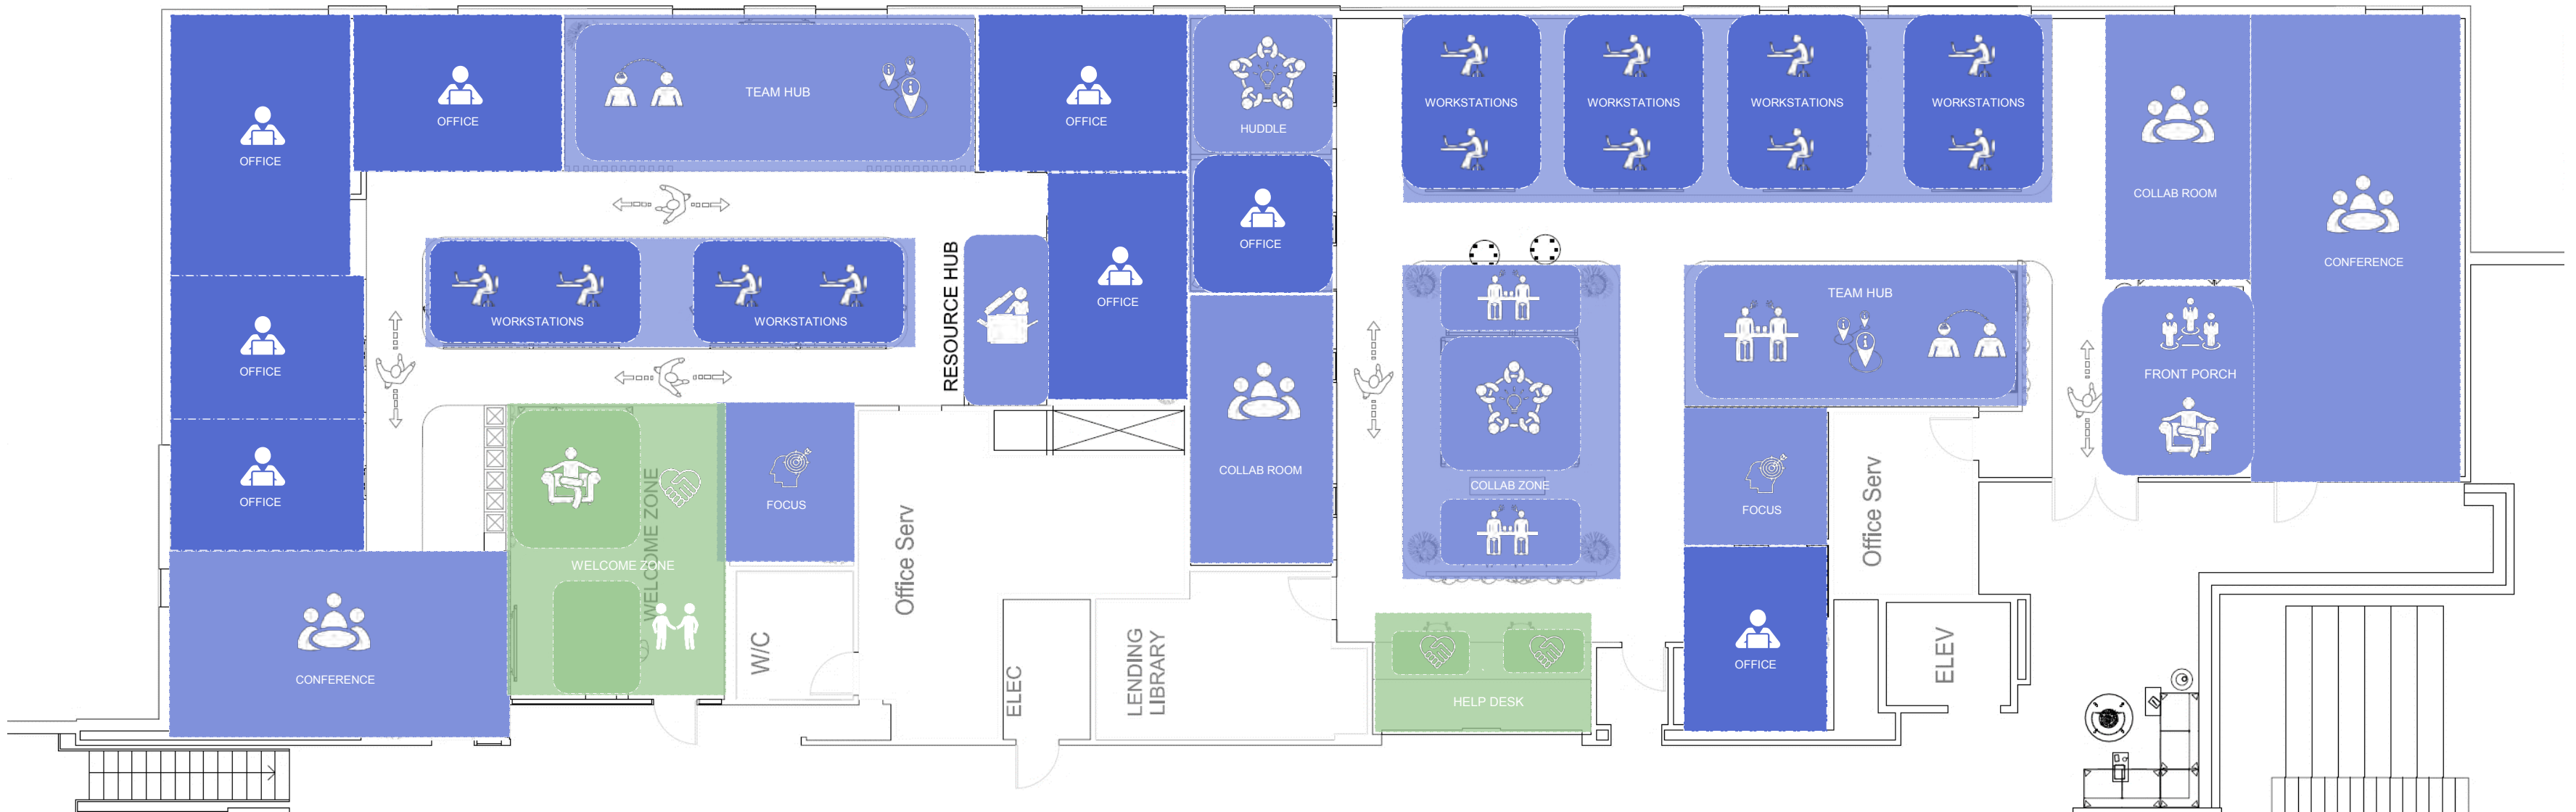 OFFICE
OFFICE
TEAM HUB
OFFICE
HUDDLE
WORKSTATIONS
WORKSTATIONS
WORKSTATIONS
WORKSTATIONS
COLLAB ROOM
CONFERENCE
OFFICE
OFFICE
RESOURCE HUB
OFFICE
WORKSTATIONS
WORKSTATIONS
TEAM HUB
FRONT PORCH
OFFICE
WELCOME ZONE
WELCOME ZONE
FOCUS
Office Serv
COLLAB ROOM
COLLAB ZONE
FOCUS
Office Serv
CONFERENCE
W/C
ELEC
LENDING
LIBRARY
HELP DESK
OFFICE
ELEV